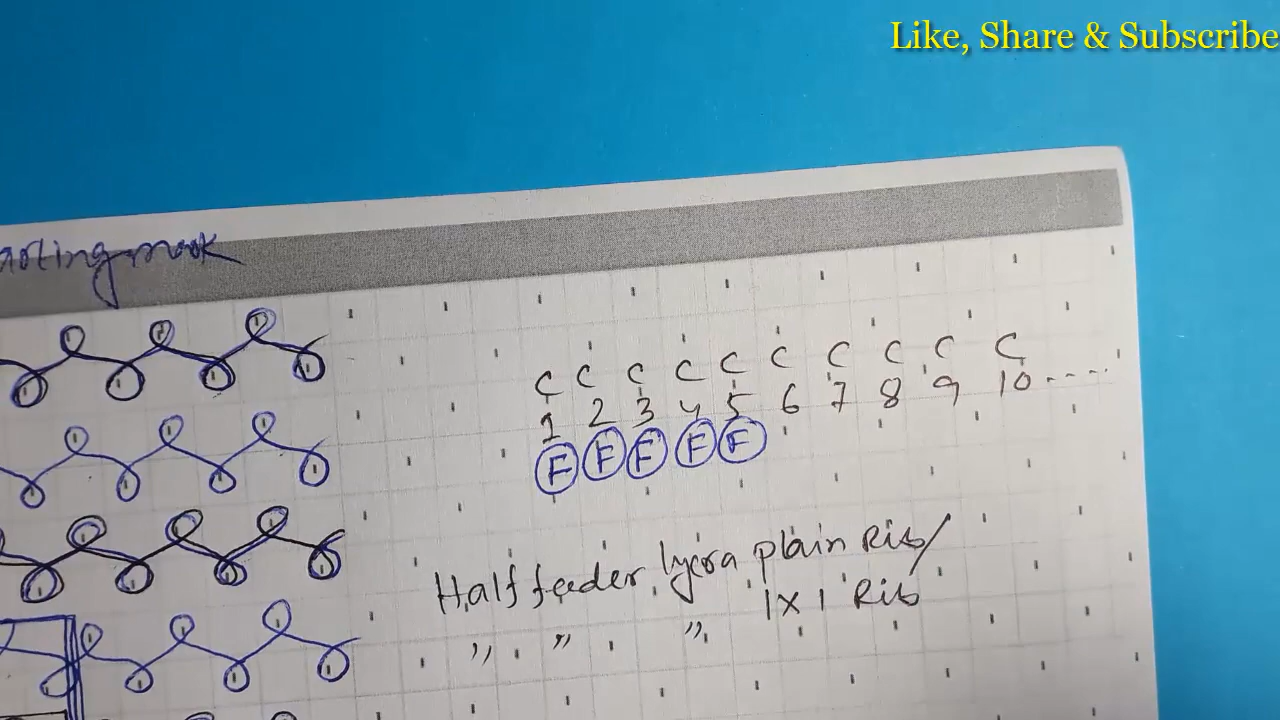 Like, Share & Subscribe
C C C C C C C C C C
1 2 3 4 5 6 7 8 9 10....
F F F F F
Half feeder lycra plain Rib/
" " " 1x1 Rib